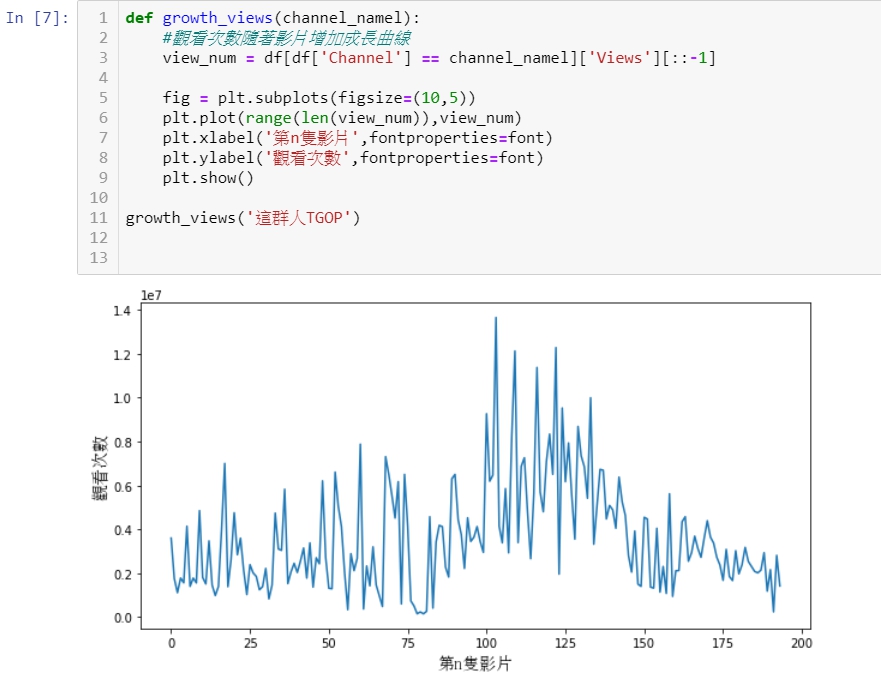 In [7]:
1 def growth_views(channel_namel):
2 #觀看次數隨著影片增加成長曲線
3 view_num = df[df['Channel'] == channel_namel]['Views'][::-1]
4
5 fig = plt.subplots(figsize=(10,5))
6 plt.plot(range(len(view_num)),view_num)
7 plt.xlabel('第n隻影片',fontproperties=font)
8 plt.ylabel('觀看次數',fontproperties=font)
9 plt.show()
10
11 growth_views('這群人TGOP')
12
13
1e7
1.4
1.2
1.0
0.8
0.6
0.4
0.2
0.0
觀看次數
0 25 50 75 100 125 150 175 200
第n隻影片